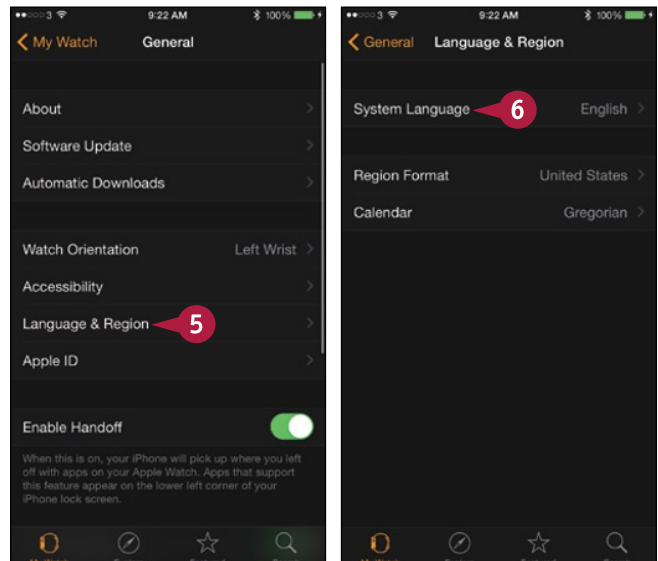 3 9:22 AM 100%
My Watch General
About
Software Update
Automatic Downloads
Watch Orientation Left Wrist
Accessibility
Language & Region 5
Apple ID
Enable Handoff
When this is on, your iPhone will pick up where you left
off with apps on your Apple Watch. Apps that support
this feature appear on the lower left corner of your
iPhone lock screen.
3 9:22 AM 100%
General Language & Region
System Language 6 English
Region Format United States
Calendar Gregorian